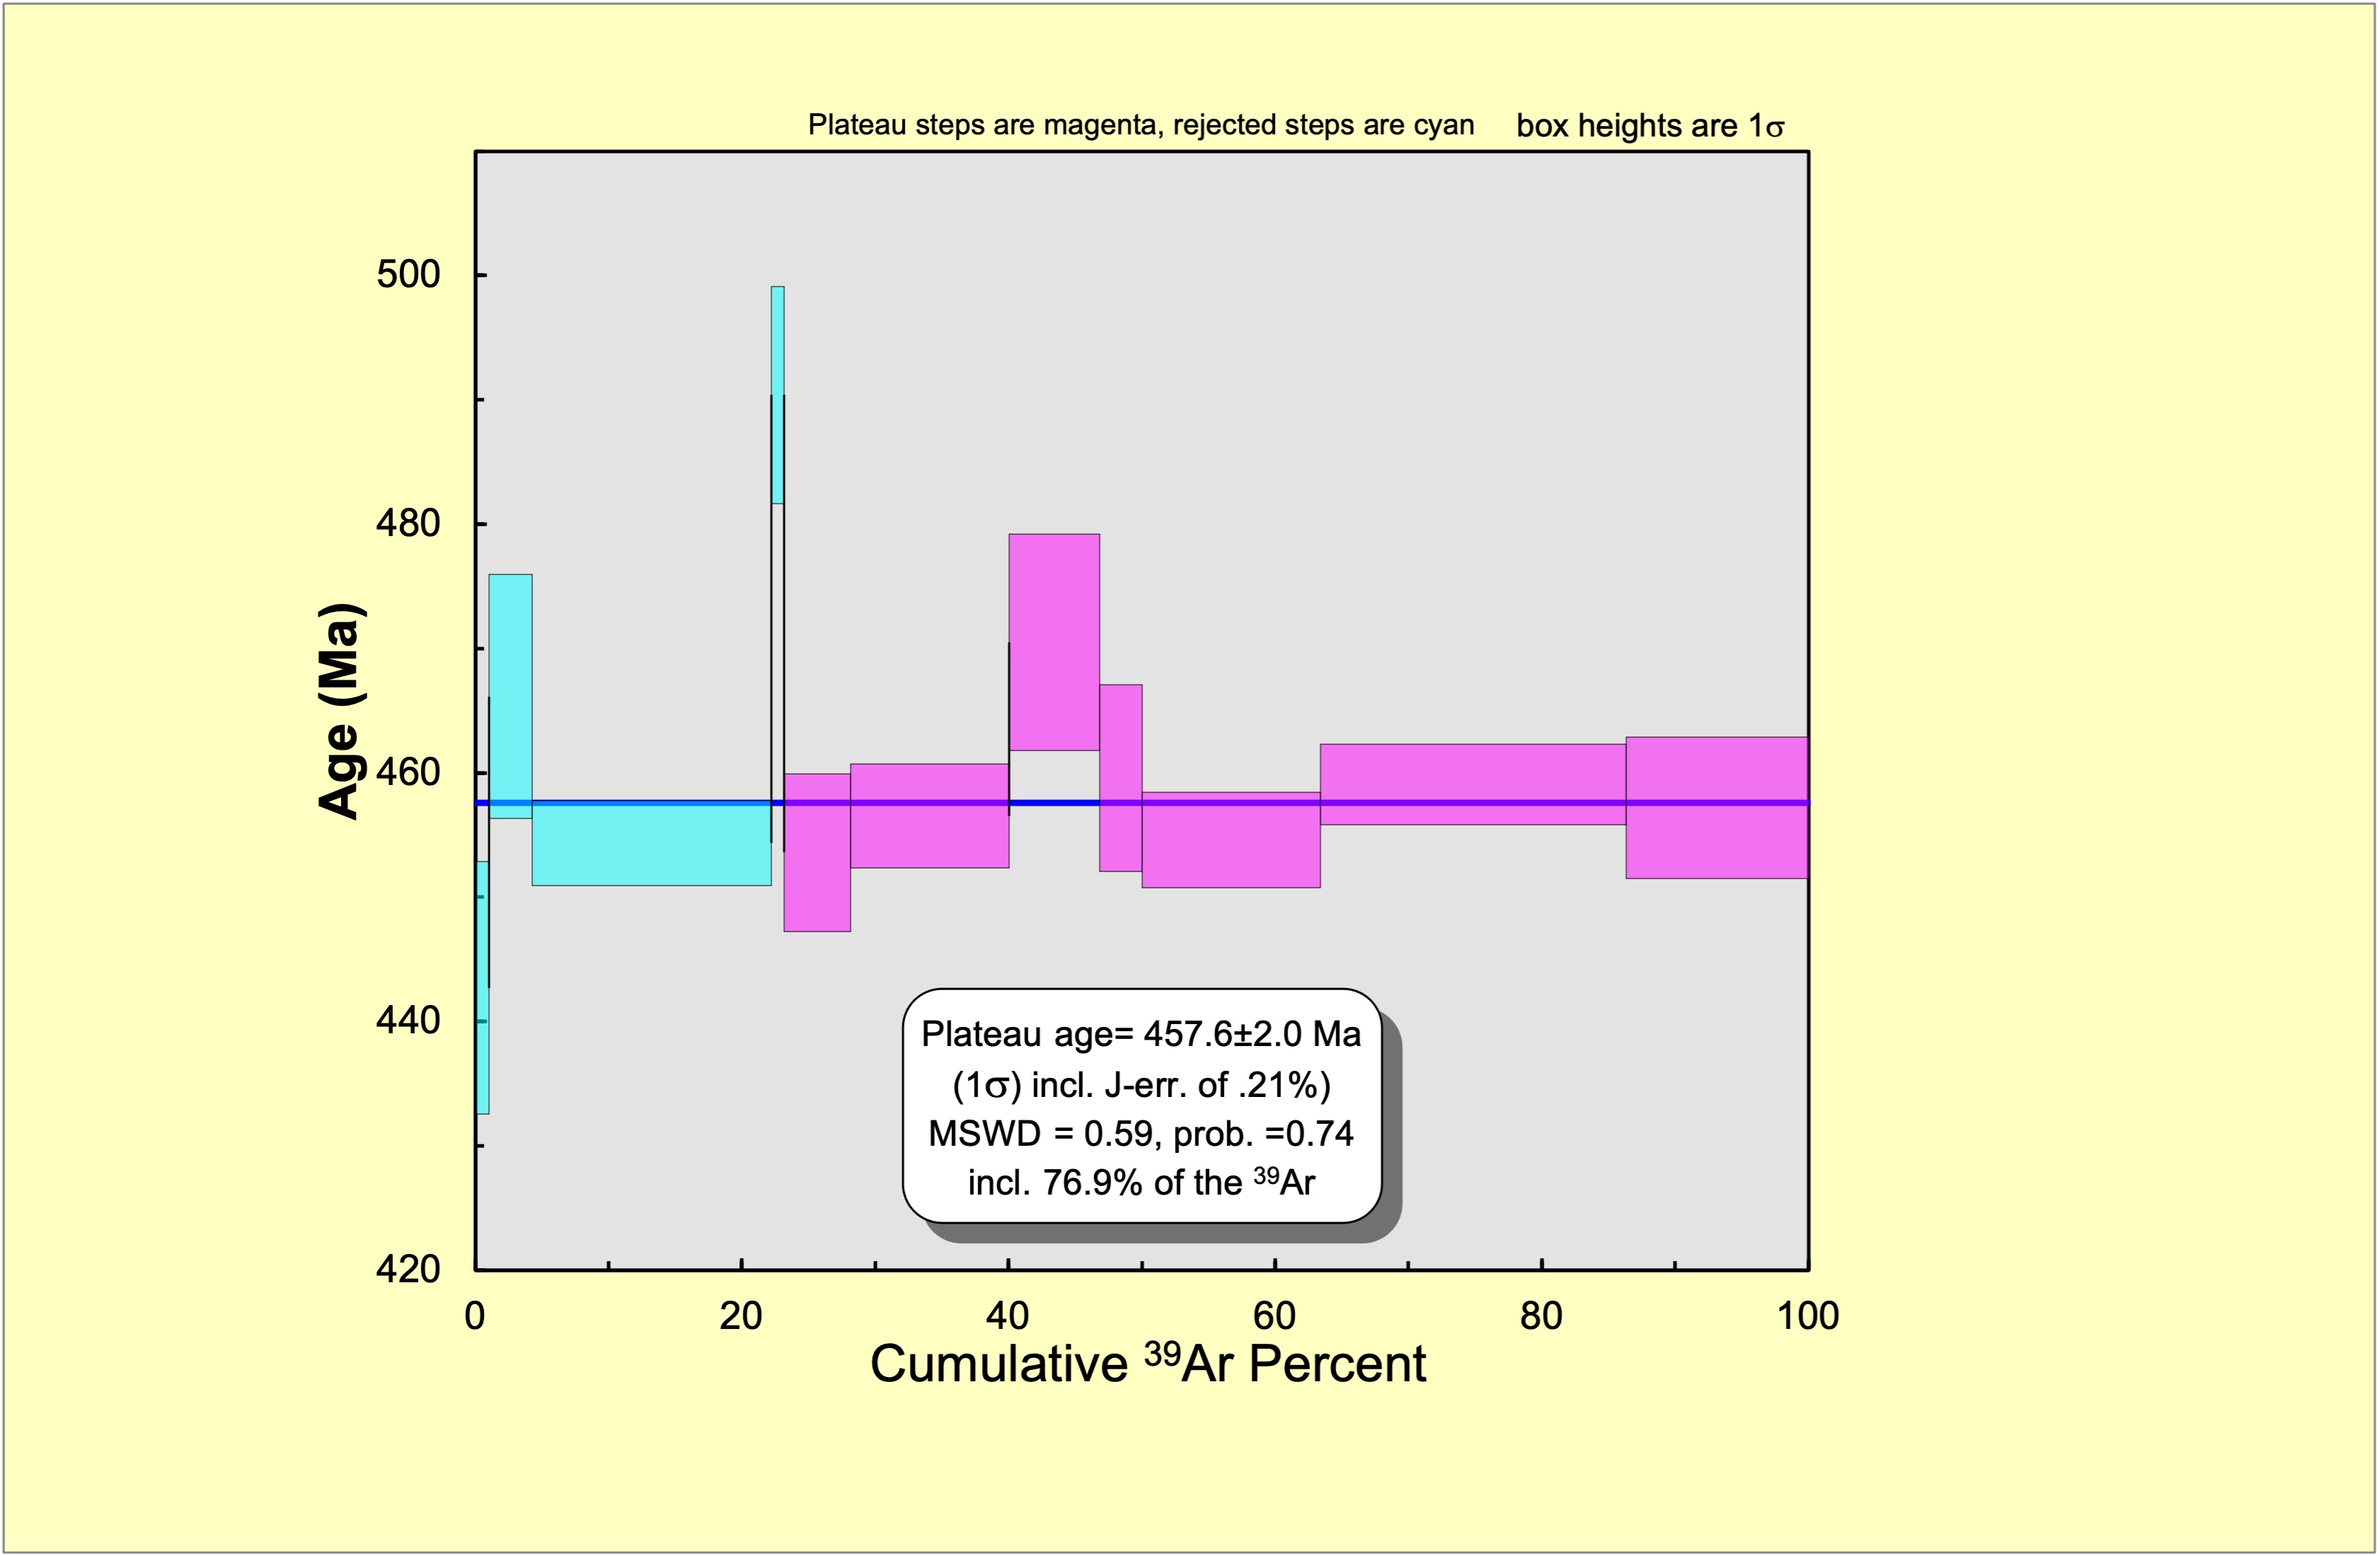 Plateau steps are magenta, rejected steps are cyan box heights are 1σ
500
480
460
440
420
Age (Ma)
Plateau age= 457.6±2.0 Ma
(1σ) incl. J-err. of .21%)
MSWD = 0.59, prob. =0.74
incl. 76.9% of the ³⁹Ar
0 20 40 60 80 100
Cumulative ³⁹Ar Percent